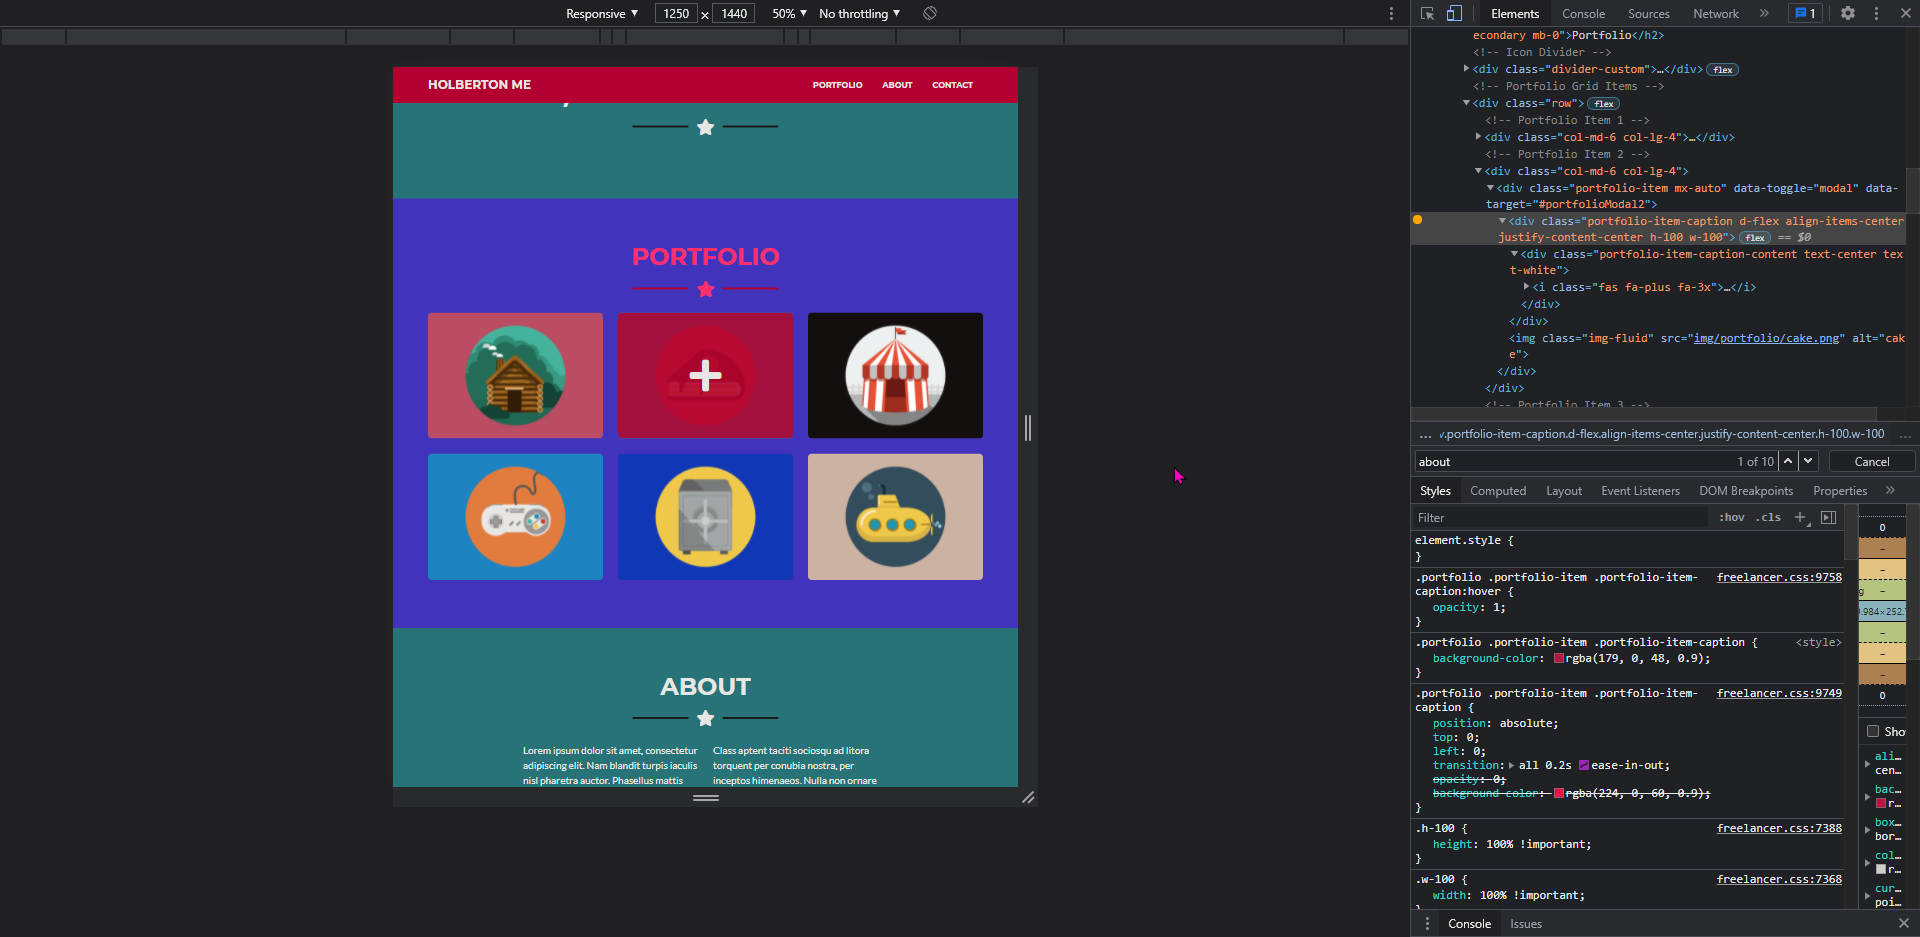 Responsive ▼ 1250 × 1440 50% ▼ No throttling ▼
HOLBERTON ME PORTFOLIO ABOUT CONTACT
PORTFOLIO
ABOUT
Lorem ipsum dolor sit amet, consectetur
adipiscing elit. Nam blandit turpis iaculis
nisl pharetra auctor. Phasellus mattis
Class aptent taciti sociosqu ad litora
torquent per conubia nostra, per
inceptos himenaeos. Nulla non ornare
Elements Console Sources Network » 1
econdary mb-0">Portfolio</h2>
<!-- Icon Divider -->
<div class="divider-custom">…</div> flex
<!-- Portfolio Grid Items -->
<div class="row"> flex
<!-- Portfolio Item 1 -->
<div class="col-md-6 col-lg-4">…</div>
<!-- Portfolio Item 2 -->
<div class="col-md-6 col-lg-4">
<div class="portfolio-item mx-auto" data-toggle="modal" data-
target="#portfolioModal2">
<div class="portfolio-item-caption d-flex align-items-center
justify-content-center h-100 w-100"> flex == $0
<div class="portfolio-item-caption-content text-center tex
t-white">
<i class="fas fa-plus fa-3x">…</i>
</div>
</div>
<img class="img-fluid" src="img/portfolio/cake.png" alt="cak
e">
</div>
</div>
<!-- Portfolio Item 3 -->
… v.portfolio-item-caption.d-flex.align-items-center.justify-content-center.h-100.w-100 …
about 1 of 10 Cancel
Styles Computed Layout Event Listeners DOM Breakpoints Properties »
Filter :hov .cls +
element.style {
}
.portfolio .portfolio-item .portfolio-item- freelancer.css:9758
caption:hover {
opacity: 1;
}
.portfolio .portfolio-item .portfolio-item-caption { <style>
background-color: rgba(179, 0, 48, 0.9);
}
.portfolio .portfolio-item .portfolio-item- freelancer.css:9749
caption {
position: absolute;
top: 0;
left: 0;
transition: all 0.2s ease-in-out;
opacity: 0;
background-color: rgba(224, 0, 60, 0.9);
}
.h-100 { freelancer.css:7388
height: 100% !important;
}
.w-100 { freelancer.css:7368
width: 100% !important;
0
-
-
g -
.984×252.
-
-
-
0
Sho
ali…
cen…
bac…
r…
box…
bor…
col…
r…
cur…
poi…
Console Issues